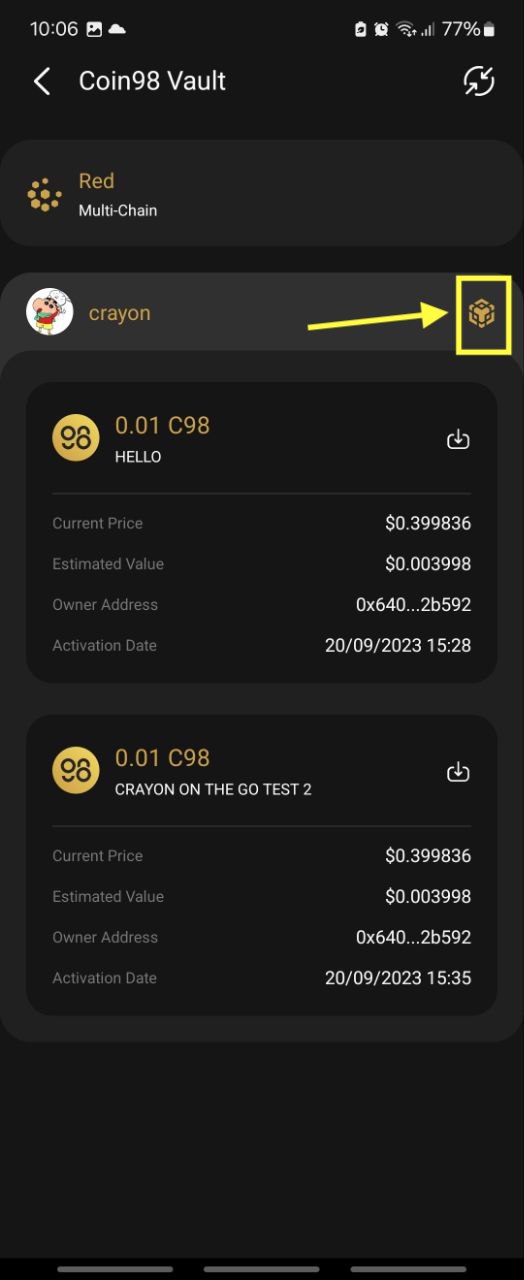 10:06 77%
Coin98 Vault
Red
Multi-Chain
crayon
98 0.01 C98
HELLO
Current Price $0.399836
Estimated Value $0.003998
Owner Address 0x640...2b592
Activation Date 20/09/2023 15:28
98 0.01 C98
CRAYON ON THE GO TEST 2
Current Price $0.399836
Estimated Value $0.003998
Owner Address 0x640...2b592
Activation Date 20/09/2023 15:35